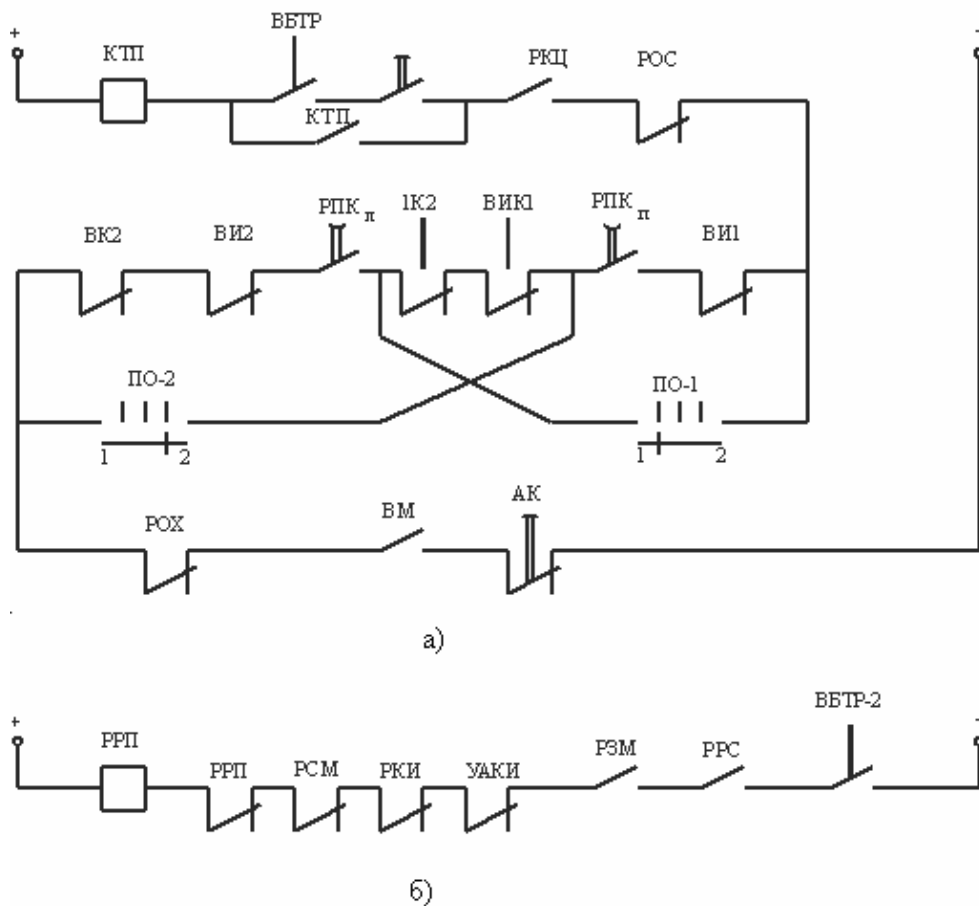 ВБТР
+
-
КТП
РКЦ
РОС
КТП
ВК2
ВИ2
РПК п
1К2
ВИК1
РПК п
ВИ1
ПО-2
ПО-1
1 2
1 2
РОХ
ВМ
АК
а)
+
-
РРП
РРП
РСМ
РКИ
УАКИ
РЗМ
РРС
ВБТР-2
б)